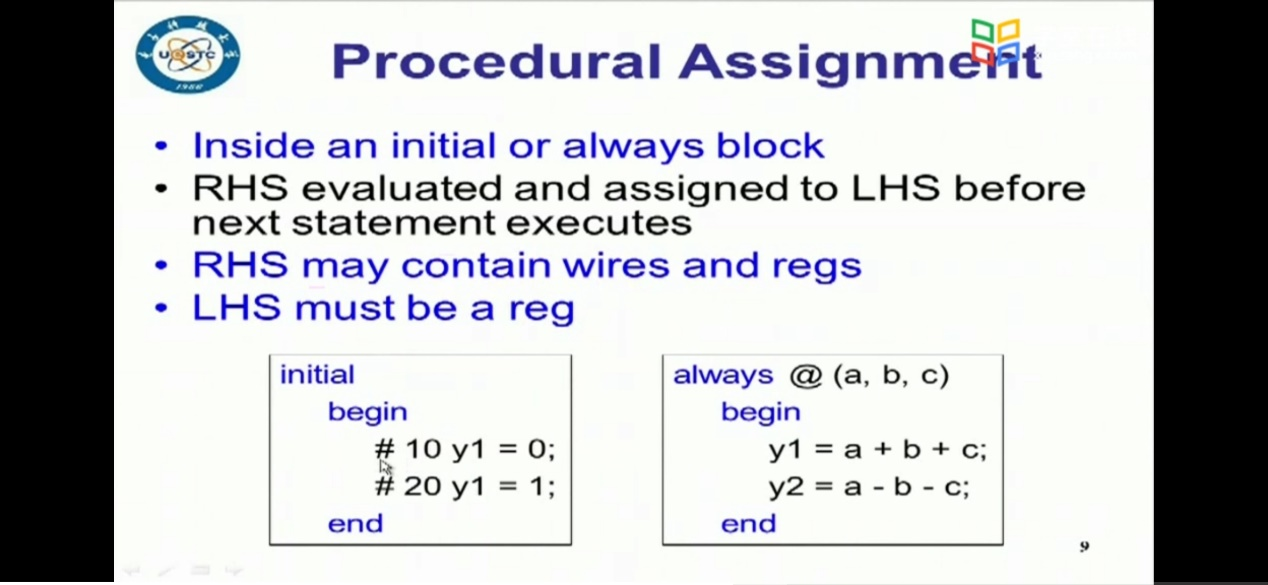 Procedural Assignment
• Inside an initial or always block
• RHS evaluated and assigned to LHS before
next statement executes
• RHS may contain wires and regs
• LHS must be a reg
initial
begin
# 10 y1 = 0;
# 20 y1 = 1;
end
always @ (a, b, c)
begin
y1 = a + b + c;
y2 = a - b - c;
end
9